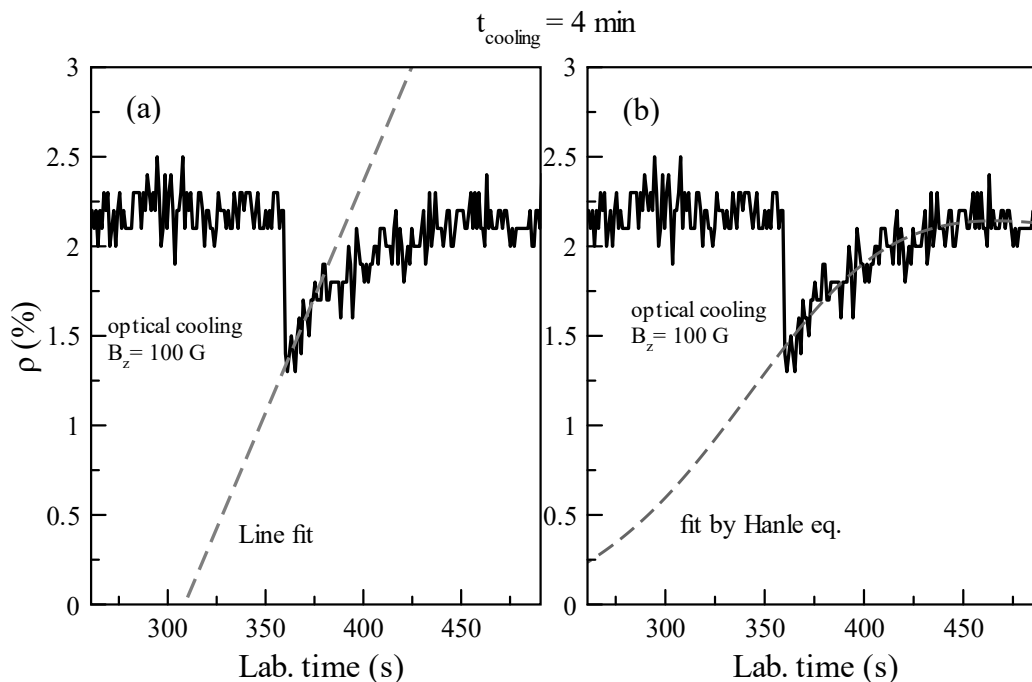 t_cooling = 4 min
(a)
(b)
3
2.5
2
1.5
1
0.5
0
3
2.5
2
1.5
1
0.5
0
ρ (%)
optical cooling
B_z = 100 G
optical cooling
B_z = 100 G
Line fit
fit by Hanle eq.
300 350 400 450
300 350 400 450
Lab. time (s)
Lab. time (s)